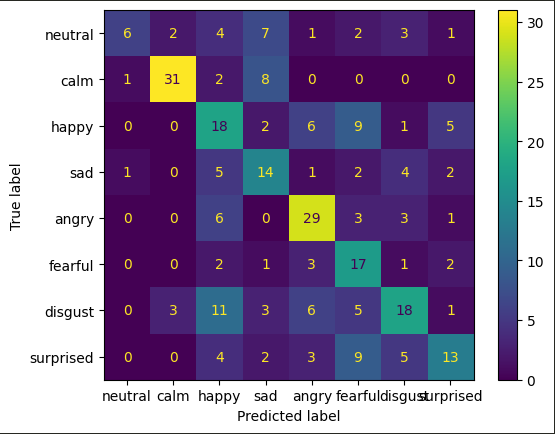 neutral 6 2 4 7 1 2 3 1
calm 1 31 2 8 0 0 0 0
happy 0 0 18 2 6 9 1 5
sad 1 0 5 14 1 2 4 2
angry 0 0 6 0 29 3 3 1
fearful 0 0 2 1 3 17 1 2
disgust 0 3 11 3 6 5 18 1
surprised 0 0 4 2 3 9 5 13
neutral calm happy sad angry fearful disgust surprised
Predicted label
True label
30
25
20
15
10
5
0